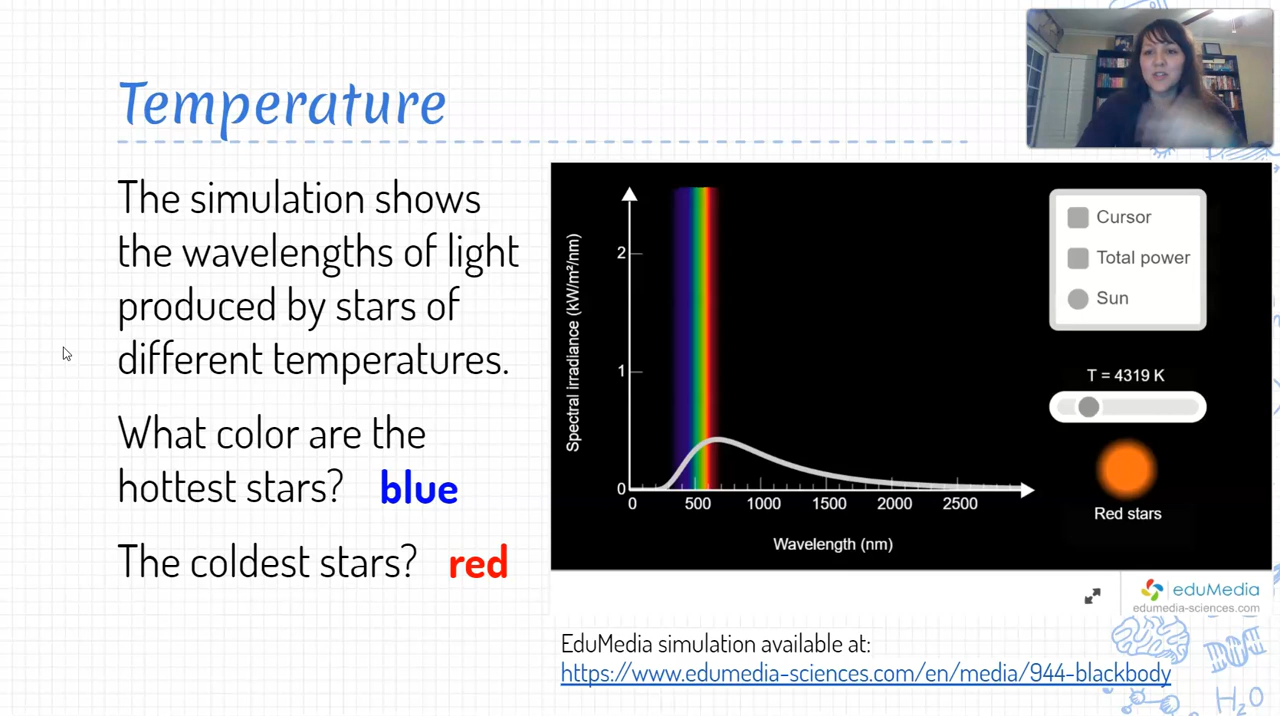 Temperature
The simulation shows
the wavelengths of light
produced by stars of
different temperatures.
What color are the
hottest stars? blue
The coldest stars? red
Spectral irradiance (kW/m²/nm)
2
1
0
0 500 1000 1500 2000 2500
Wavelength (nm)
Cursor
Total power
Sun
T = 4319 K
Red stars
eduMedia
edumedia-sciences.com
EduMedia simulation available at:
https://www.edumedia-sciences.com/en/media/944-blackbody
H₂O